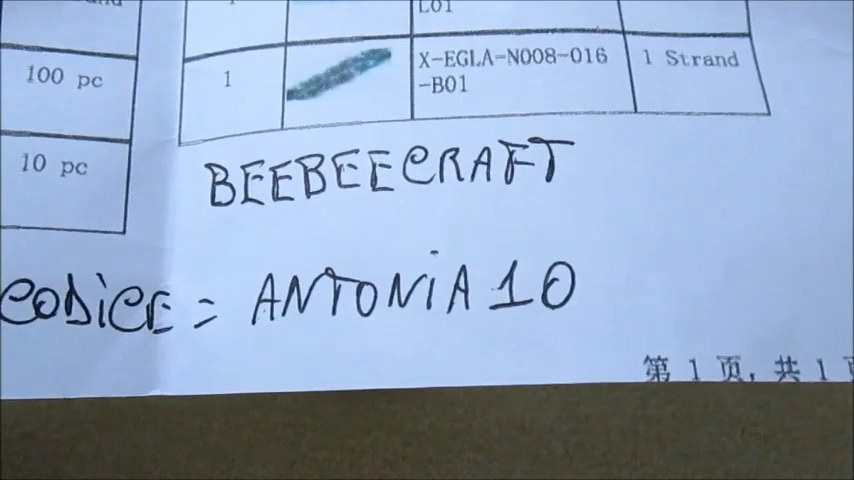 L01
100 pc
1
X-EGLA-N008-016
-B01
1 Strand
10 pc
BEEBEECRAFT
CODiCE = ANTONiA10
第 1 页, 共 1